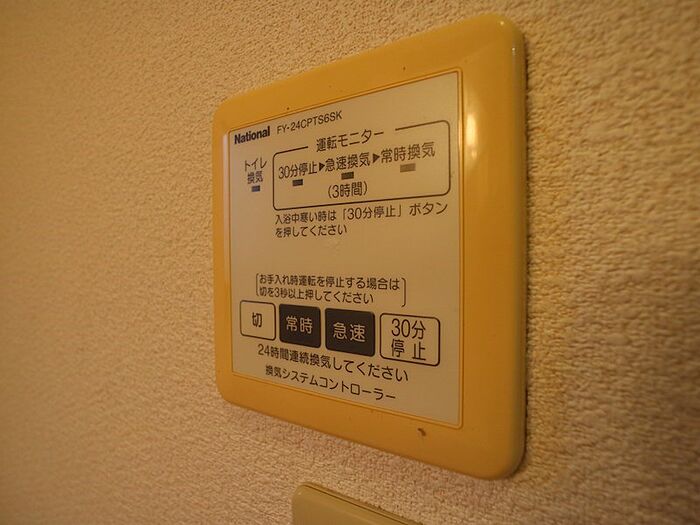 National FY-24CPTS6SK
運転モニター
トイレ
換気
30分停止▶急速換気▶常時換気
(3時間)
入浴中寒い時は「30分停止」ボタン
を押してください
お手入れ時運転を停止する場合は
切を3秒以上押してください
切 常時 急速 30分
停止
24時間連続換気してください
換気システムコントローラー